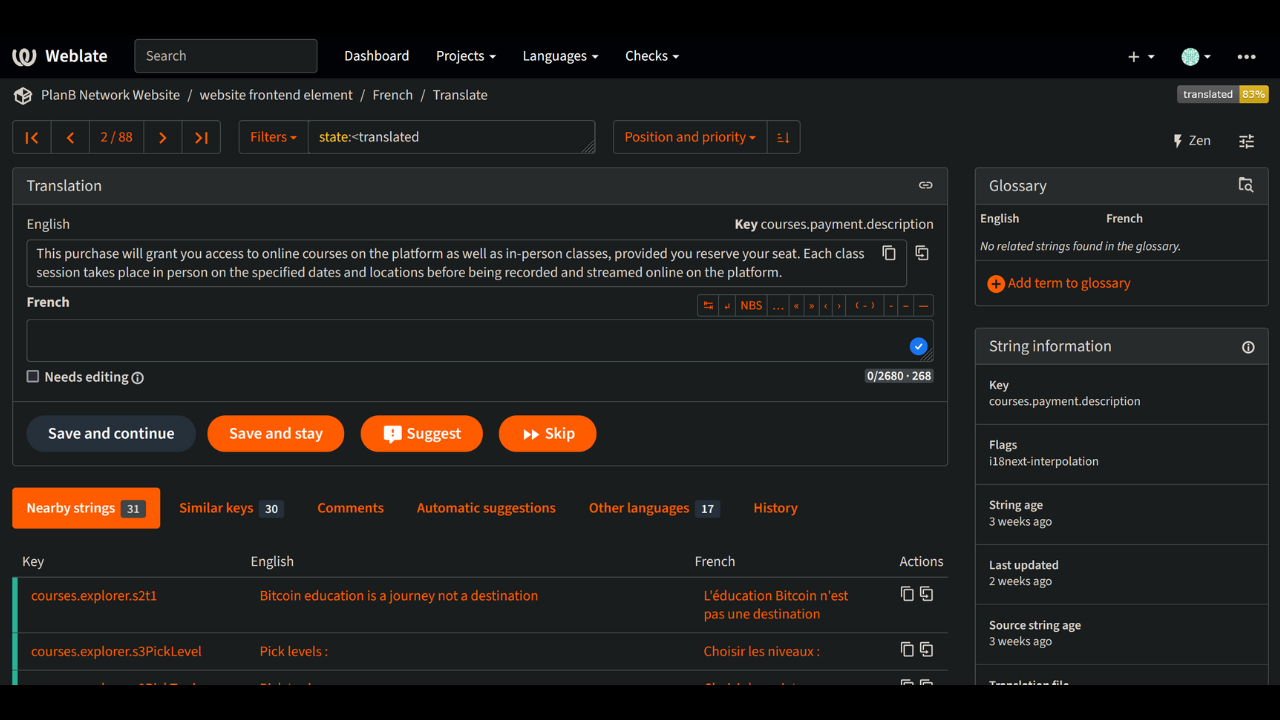 Weblate
Search
Dashboard Projects Languages Checks
PlanB Network Website / website frontend element / French / Translate
translated 83%
2 / 88
Filters
state:<translated
Position and priority
Zen
Translation
English
Key courses.payment.description
This purchase will grant you access to online courses on the platform as well as in-person classes, provided you reserve your seat. Each class
session takes place in person on the specified dates and locations before being recorded and streamed online on the platform.
French
NBS … « » ‹ › ( - ) - – —
Needs editing
0/2680 · 268
Save and continue
Save and stay
Suggest
Skip
Nearby strings 31
Similar keys 30
Comments
Automatic suggestions
Other languages 17
History
Key English French Actions
courses.explorer.s2t1
Bitcoin education is a journey not a destination
L'éducation Bitcoin n'est
pas une destination
courses.explorer.s3PickLevel
Pick levels :
Choisir les niveaux :
Glossary
English French
No related strings found in the glossary.
Add term to glossary
String information
Key
courses.payment.description
Flags
i18next-interpolation
String age
3 weeks ago
Last updated
2 weeks ago
Source string age
3 weeks ago
Translation file